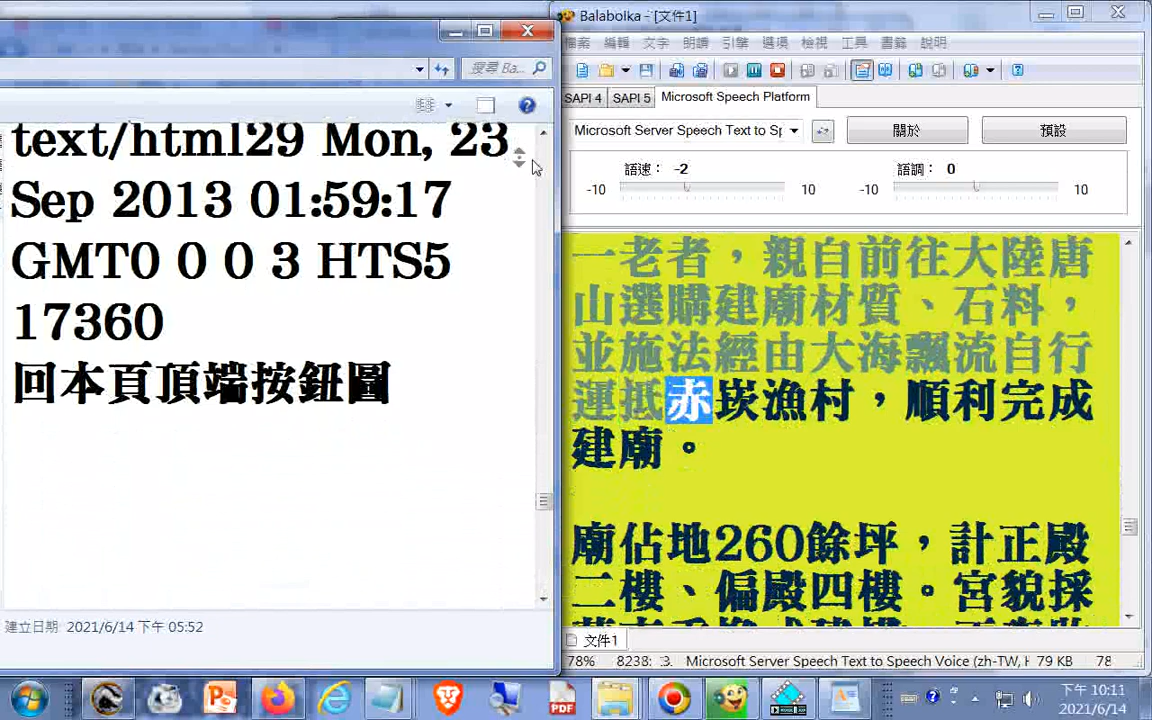 Balabolka - [文件1]
檔案 編輯 文字 朗讀 引擎 選項 檢視 工具 書籤 說明
搜尋 Ba...
SAPI 4 SAPI 5 Microsoft Speech Platform
Microsoft Server Speech Text to Sp
關於
預設
語速： -2
語調： 0
-10 10 -10 10
text/html29 Mon, 23
Sep 2013 01:59:17
GMT0 0 0 3 HTS5
17360
回本頁頂端按鈕圖
建立日期: 2021/6/14 下午 05:52
一老者，親自前往大陸唐
山選購建廟材質、石料，
並施法經由大海飄流自行
運抵赤崁漁村，順利完成
建廟。
廟佔地260餘坪，計正殿
二樓、偏殿四樓。宮貌採
文件1
78% 8238: :3. Microsoft Server Speech Text to Speech Voice (zh-TW, H 79 KB 78
PDF
下午 10:11
2021/6/14